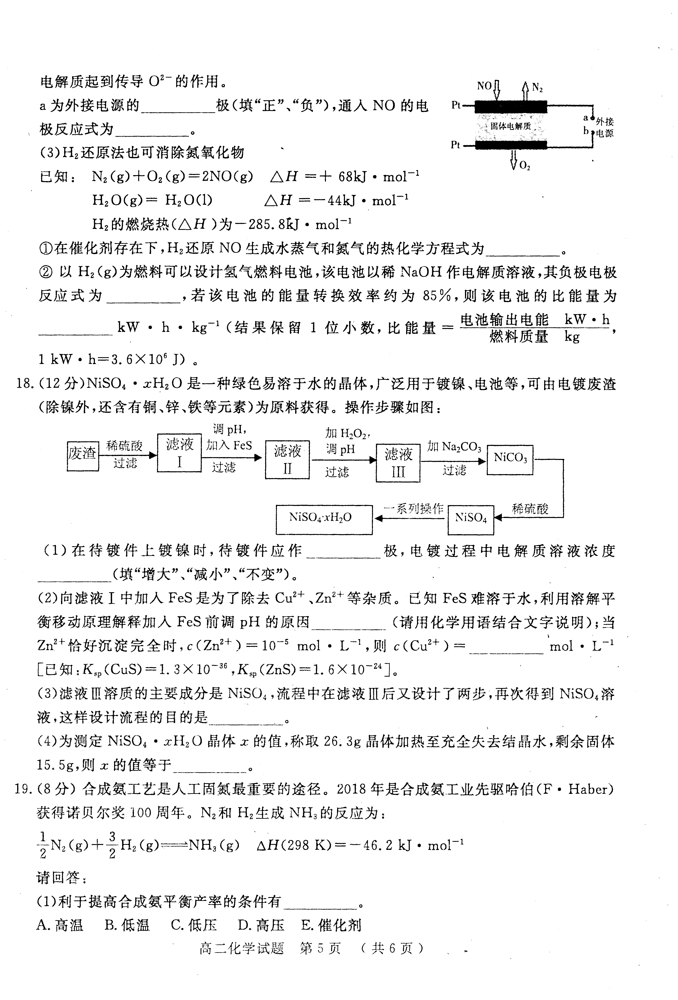 电解质起到传导 O²⁻ 的作用。
a 为外接电源的__________极(填“正”、“负”),通入 NO 的电
极反应式为__________。
NO N₂
Pt
a 外接
固体电解质
b 电源
Pt
O₂
(3)H₂还原法也可消除氮氧化物
已知: N₂(g)+O₂(g)=2NO(g) △H =+ 68kJ·mol⁻¹
H₂O(g)= H₂O(l) △H =-44kJ·mol⁻¹
H₂的燃烧热(△H )为-285.8kJ·mol⁻¹
①在催化剂存在下,H₂还原 NO 生成水蒸气和氮气的热化学方程式为__________。
② 以 H₂(g)为燃料可以设计氢气燃料电池,该电池以稀 NaOH 作电解质溶液,其负极电极
反应式为__________,若该电池的能量转换效率约为 85%,则该电池的比能量为
__________ kW·h·kg⁻¹(结果保留 1 位小数,比能量=电池输出电能 kW·h/燃料质量 kg,
1 kW·h=3.6×10⁶ J)。
18.(12 分)NiSO₄·xH₂O 是一种绿色易溶于水的晶体,广泛用于镀镍、电池等,可由电镀废渣
(除镍外,还含有铜、锌、铁等元素)为原料获得。操作步骤如图:
废渣 稀硫酸 过滤 滤液 I 调 pH, 加入 FeS 过滤 滤液 II 加 H₂O₂, 调 pH 过滤 滤液 III 加 Na₂CO₃ 过滤 NiCO₃
NiSO₄·xH₂O 一系列操作 NiSO₄ 稀硫酸
(1)在待镀件上镀镍时,待镀件应作__________极,电镀过程中电解质溶液浓度
__________(填“增大”、“减小”、“不变”)。
(2)向滤液Ⅰ中加入 FeS 是为了除去 Cu²⁺、Zn²⁺等杂质。已知 FeS 难溶于水,利用溶解平
衡移动原理解释加入 FeS 前调 pH 的原因__________(请用化学用语结合文字说明);当
Zn²⁺恰好沉淀完全时,c(Zn²⁺)=10⁻⁵ mol·L⁻¹,则 c(Cu²⁺)=__________ mol·L⁻¹
[已知:Ksp(CuS)=1.3×10⁻³⁶,Ksp(ZnS)=1.6×10⁻²⁴]。
(3)滤液Ⅲ溶质的主要成分是 NiSO₄,流程中在滤液Ⅲ后又设计了两步,再次得到 NiSO₄溶
液,这样设计流程的目的是__________。
(4)为测定 NiSO₄·xH₂O 晶体 x 的值,称取 26.3g 晶体加热至充全失去结晶水,剩余固体
15.5g,则 x 的值等于__________。
19.(8 分)合成氨工艺是人工固氮最重要的途径。2018 年是合成氨工业先驱哈伯(F·Haber)
获得诺贝尔奖 100 周年。N₂和 H₂生成 NH₃的反应为:
1/2N₂(g)+3/2H₂(g)⇌NH₃(g) ΔH(298 K)=-46.2 kJ·mol⁻¹
请回答:
(1)利于提高合成氨平衡产率的条件有__________。
A.高温 B.低温 C.低压 D.高压 E.催化剂
高二化学试题 第 5 页 (共 6 页)